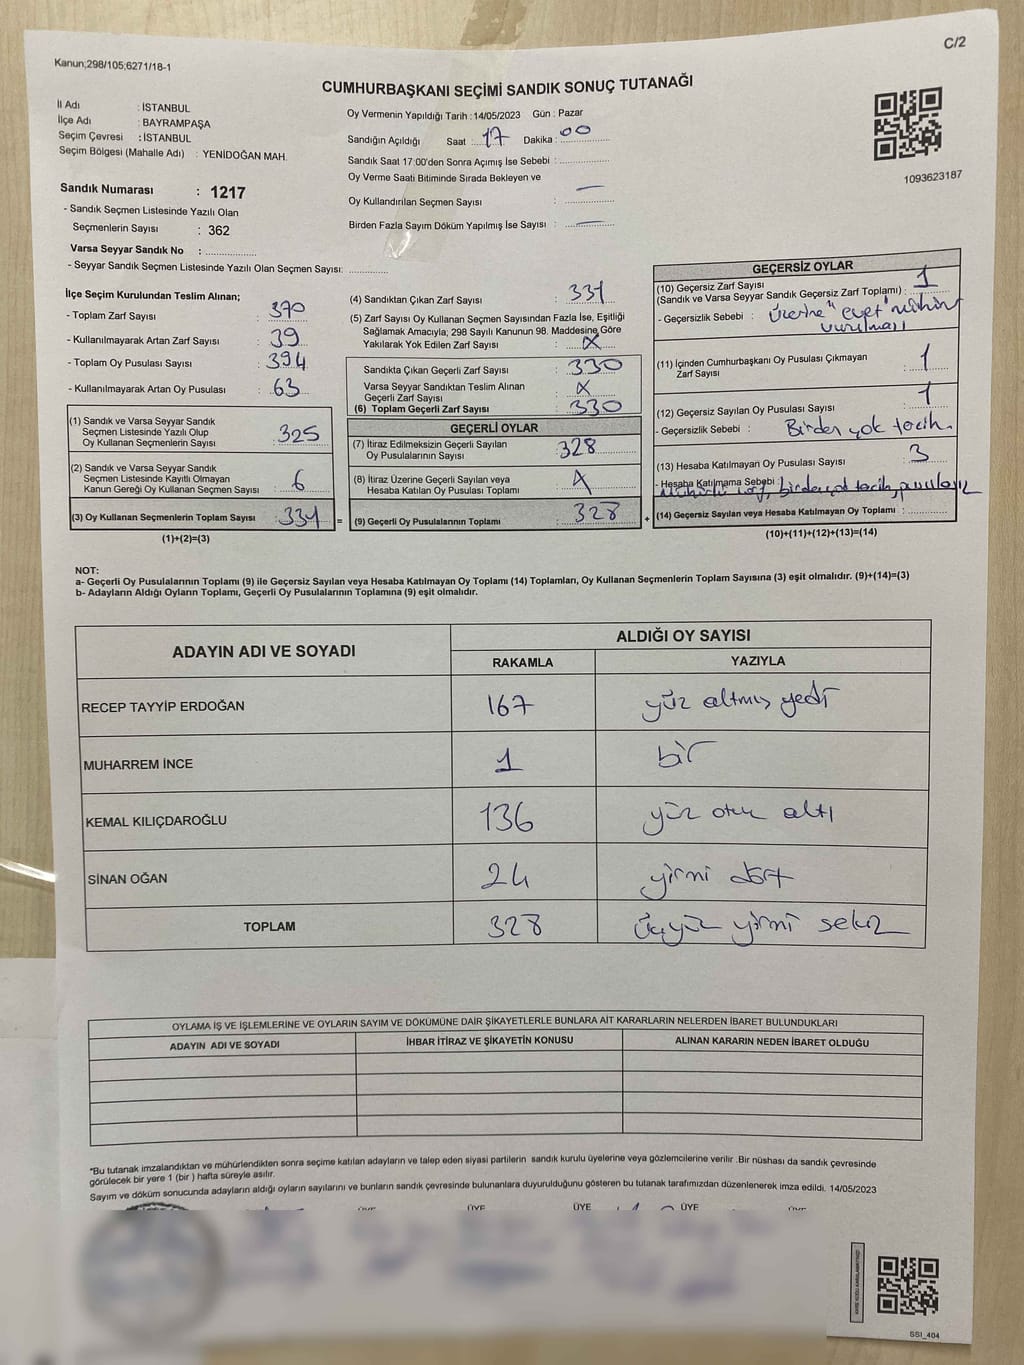 C/2
Kanun;298/105;6271/18-1
CUMHURBAŞKANI SEÇİMİ SANDIK SONUÇ TUTANAĞI
İl Adı : İSTANBUL
İlçe Adı : BAYRAMPAŞA
Seçim Çevresi : İSTANBUL
Seçim Bölgesi (Mahalle Adı) : YENİDOĞAN MAH.
Oy Vermenin Yapıldığı Tarih : 14/05/2023 Gün : Pazar
Sandığın Açıldığı Saat : 17 Dakika : 00
Sandık Saat 17:00'den Sonra Açımış İse Sebebi :
Oy Verme Saati Bitiminde Sırada Bekleyen ve
Oy Kullandırılan Seçmen Sayısı : —
Birden Fazla Sayım Döküm Yapılmış İse Sayısı : —
1093623187
Sandık Numarası : 1217
- Sandık Seçmen Listesinde Yazılı Olan
Seçmenlerin Sayısı : 362
Varsa Seyyar Sandık No :
- Seyyar Sandık Seçmen Listesinde Yazılı Olan Seçmen Sayısı:
İlçe Seçim Kurulundan Teslim Alınan;
- Toplam Zarf Sayısı : 370
- Kullanılmayarak Artan Zarf Sayısı : 39
- Toplam Oy Pusulası Sayısı : 394
- Kullanılmayarak Artan Oy Pusulası : 63
(1) Sandık ve Varsa Seyyar Sandık
Seçmen Listesinde Yazılı Olup
Oy Kullanan Seçmenlerin Sayısı : 325
(2) Sandık ve Varsa Seyyar Sandık
Seçmen Listesinde Kayıtlı Olmayan
Kanun Gereği Oy Kullanan Seçmen Sayısı : 6
(3) Oy Kullanan Seçmenlerin Toplam Sayısı : 331
(1)+(2)=(3)
(4) Sandıktan Çıkan Zarf Sayısı : 331
(5) Zarf Sayısı Oy Kullanan Seçmen Sayısından Fazla İse, Eşitliği
Sağlamak Amacıyla; 298 Sayılı Kanunun 98. Maddesine Göre
Yakılarak Yok Edilen Zarf Sayısı : X
Sandıkta Çıkan Geçerli Zarf Sayısı : 330
Varsa Seyyar Sandıktan Teslim Alınan
Geçerli Zarf Sayısı : X
(6) Toplam Geçerli Zarf Sayısı : 330
GEÇERLİ OYLAR
(7) İtiraz Edilmeksizin Geçerli Sayılan
Oy Pusulalarının Sayısı : 328
(8) İtiraz Üzerine Geçerli Sayılan veya
Hesaba Katılan Oy Pusulası Toplamı :
= (9) Geçerli Oy Pusulalarının Toplamı : 328 +
GEÇERSİZ OYLAR
(10) Geçersiz Zarf Sayısı
(Sandık ve Varsa Seyyar Sandık Geçersiz Zarf Toplamı) : 1
- Geçersizlik Sebebi : Üzerine "evet" mührü
vurulması
(11) İçinden Cumhurbaşkanı Oy Pusulası Çıkmayan
Zarf Sayısı : 1
(12) Geçersiz Sayılan Oy Pusulası Sayısı : 1
- Geçersizlik Sebebi : Birden çok tercih.
(13) Hesaba Katılmayan Oy Pusulası Sayısı : 3
- Hesaba Katılmama Sebebi :
Mühürlü zarf, birden çok tercih, pusulasız
(14) Geçersiz Sayılan veya Hesaba Katılmayan Oy Toplamı :
(10)+(11)+(12)+(13)=(14)
NOT:
a- Geçerli Oy Pusulalarının Toplamı (9) ile Geçersiz Sayılan veya Hesaba Katılmayan Oy Toplamı (14) Toplamları, Oy Kullanan Seçmenlerin Toplam Sayısına (3) eşit olmalıdır. (9)+(14)=(3)
b- Adayların Aldığı Oyların Toplamı, Geçerli Oy Pusulalarının Toplamına (9) eşit olmalıdır.
ADAYIN ADI VE SOYADI ALDIĞI OY SAYISI
RAKAMLA YAZIYLA
RECEP TAYYİP ERDOĞAN 167 yüz altmış yedi
MUHARREM İNCE 1 bir
KEMAL KILIÇDAROĞLU 136 yüz otuz altı
SİNAN OĞAN 24 yirmi dört
TOPLAM 328 üçyüz yirmi sekiz
OYLAMA İŞ VE İŞLEMLERİNE VE OYLARIN SAYIM VE DÖKÜMÜNE DAİR ŞİKAYETLERLE BUNLARA AİT KARARLARIN NELERDEN İBARET BULUNDUKLARI
ADAYIN ADI VE SOYADI İHBAR İTİRAZ VE ŞİKAYETİN KONUSU ALINAN KARARIN NEDEN İBARET OLDUĞU
*Bu tutanak imzalandıktan ve mühürlendikten sonra seçime katılan adayların ve talep eden siyasi partilerin sandık kurulu üyelerine veya gözlemcilerine verilir .Bir nüshası da sandık çevresinde
görülecek bir yere 1 (bir ) hafta süreyle asılır.
Sayım ve döküm sonucunda adayların aldığı oyların sayılarını ve bunların sandık çevresinde bulunanlara duyurulduğunu gösteren bu tutanak tarafımızdan düzenlenerek imza edildi. 14/05/2023
ÜYE ÜYE ÜYE ÜYE ÜYE
SSI_404